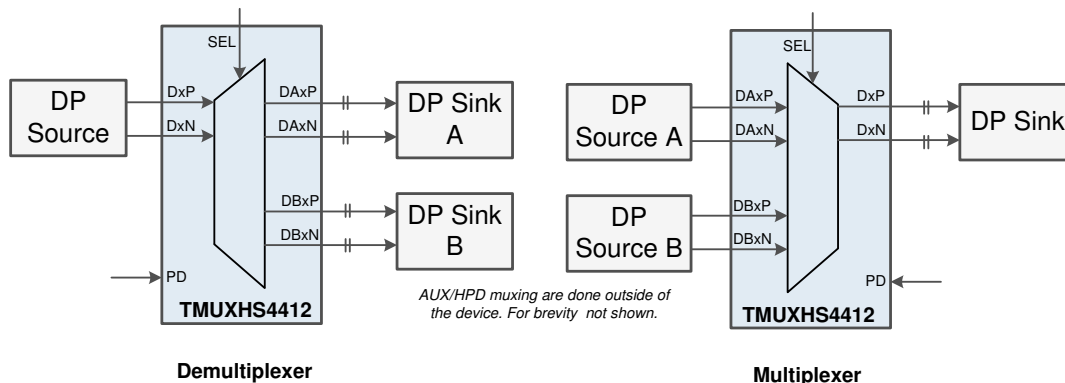 SEL
DP
Source
DxP
DxN
DAxP
DAxN
DP Sink
A
DBxP
DBxN
DP Sink
B
PD
TMUXHS4412
Demultiplexer
AUX/HPD muxing are done outside of
the device. For brevity not shown.
SEL
DP
Source A
DAxP
DAxN
DxP
DxN
DP Sink
DP
Source B
DBxP
DBxN
PD
TMUXHS4412
Multiplexer